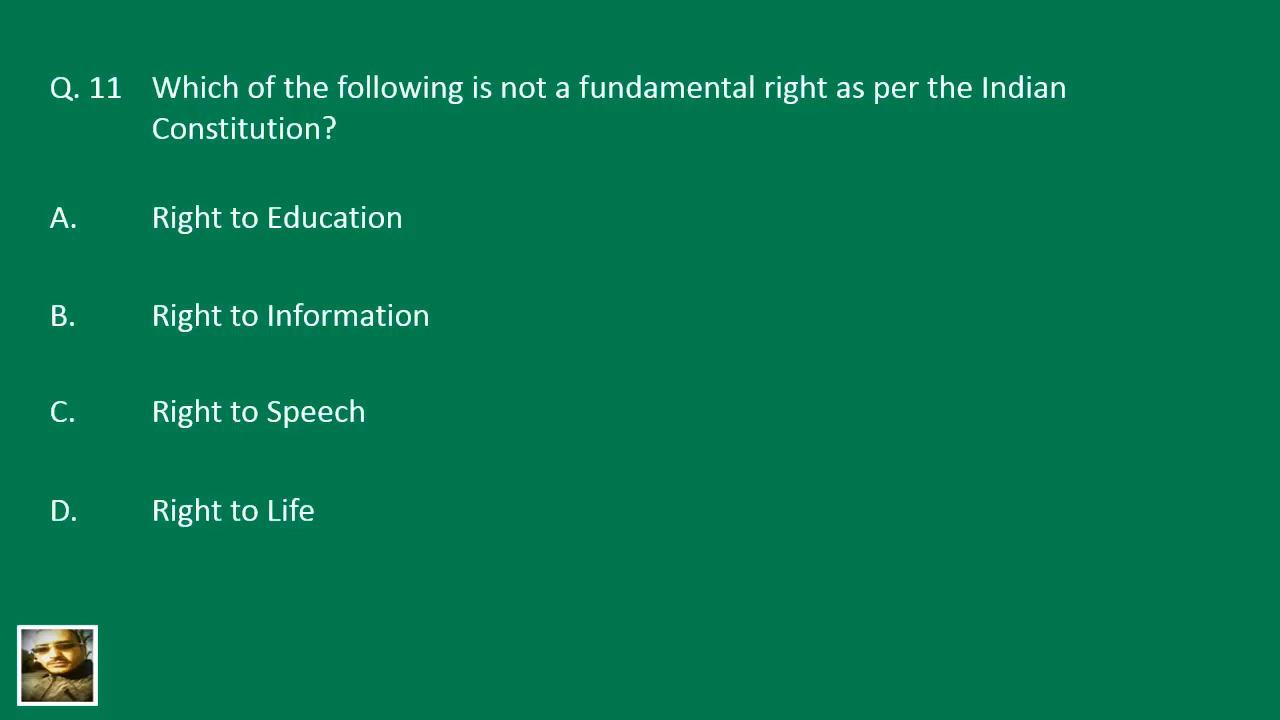 Q. 11 Which of the following is not a fundamental right as per the Indian
Constitution?
A. Right to Education
B. Right to Information
C. Right to Speech
D. Right to Life